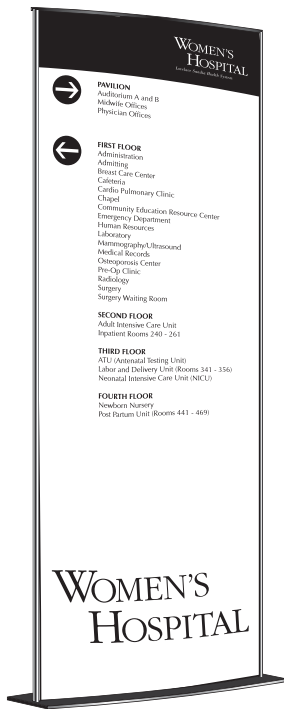 WOMEN'S
HOSPITAL
Lovelace Sandia Health System
PAVILION
Auditorium A and B
Midwife Offices
Physician Offices
FIRST FLOOR
Administration
Admitting
Breast Care Center
Cafeteria
Cardio Pulmonary Clinic
Chapel
Community Education Resource Center
Emergency Department
Human Resources
Laboratory
Mammography/Ultrasound
Medical Records
Osteoporosis Center
Pre-Op Clinic
Radiology
Surgery
Surgery Waiting Room
SECOND FLOOR
Adult Intensive Care Unit
Inpatient Rooms 240 - 261
THIRD FLOOR
ATU (Antenatal Testing Unit)
Labor and Delivery Unit (Rooms 341 - 356)
Neonatal Intensive Care Unit (NICU)
FOURTH FLOOR
Newborn Nursery
Post Partum Unit (Rooms 441 - 469)
WOMEN'S
HOSPITAL